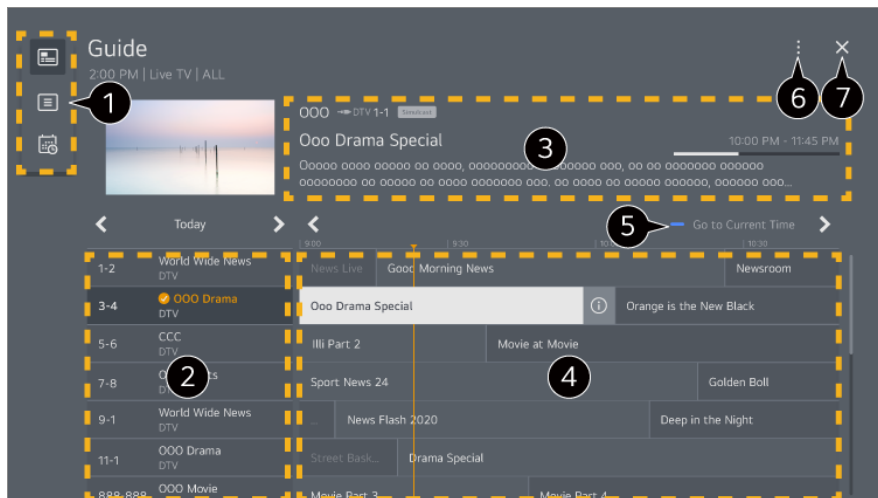 Guide
2:00 PM | Live TV | ALL
6
7
1
OOO DTV 1-1 Simulcast
Ooo Drama Special
3
10:00 PM - 11:45 PM
Ooooo oooo ooooo oo oooo,
ooo, oo oo ooooooo oooooo
oooooooo oo ooooo oo oooo ooooooo ooo. oo oooo oo ooooo oooooo, oooooo ooo...
Today
5
Go to Current Time
9:00
9:30
10:30
1-2
World Wide News
DTV
News Live
Good Morning News
Newsroom
3-4
OOO Drama
DTV
Ooo Drama Special
Orange is the New Black
5-6
CCC
DTV
Illi Part 2
Movie at Movie
7-8
2
Sport News 24
4
Golden Boll
9-1
World Wide News
DTV
...
News Flash 2020
Deep in the Night
11-1
OOO Drama
DTV
Street Bask...
Drama Special
888-888
OOO Movie
Movie Part 3
Movie Part 4